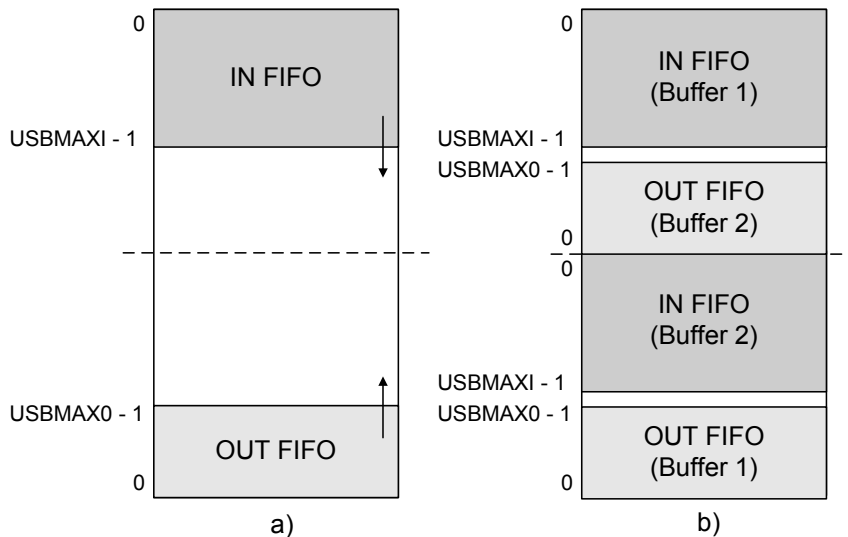 0
IN FIFO
USBMAXI - 1
USBMAX0 - 1
OUT FIFO
0
a)
0
IN FIFO
(Buffer 1)
USBMAXI - 1
USBMAX0 - 1
OUT FIFO
(Buffer 2)
0
0
IN FIFO
(Buffer 2)
USBMAXI - 1
USBMAX0 - 1
OUT FIFO
(Buffer 1)
0
b)